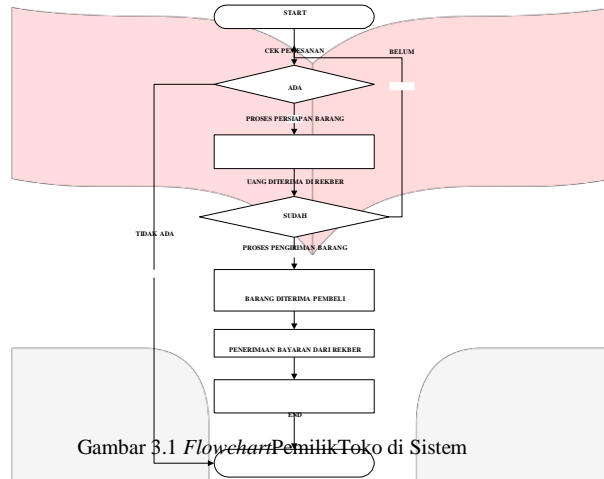 START
CEK PEMESANAN
BELUM
ADA
PROSES PERSIAPAN BARANG
UANG DITERIMA DI REKBER
SUDAH
TIDAK ADA
PROSES PENGIRIMAN BARANG
BARANG DITERIMA PEMBELI
PENERIMAAN BAYARAN DARI REKBER
END
Gambar 3.1 FlowchartPemilikToko di Sistem